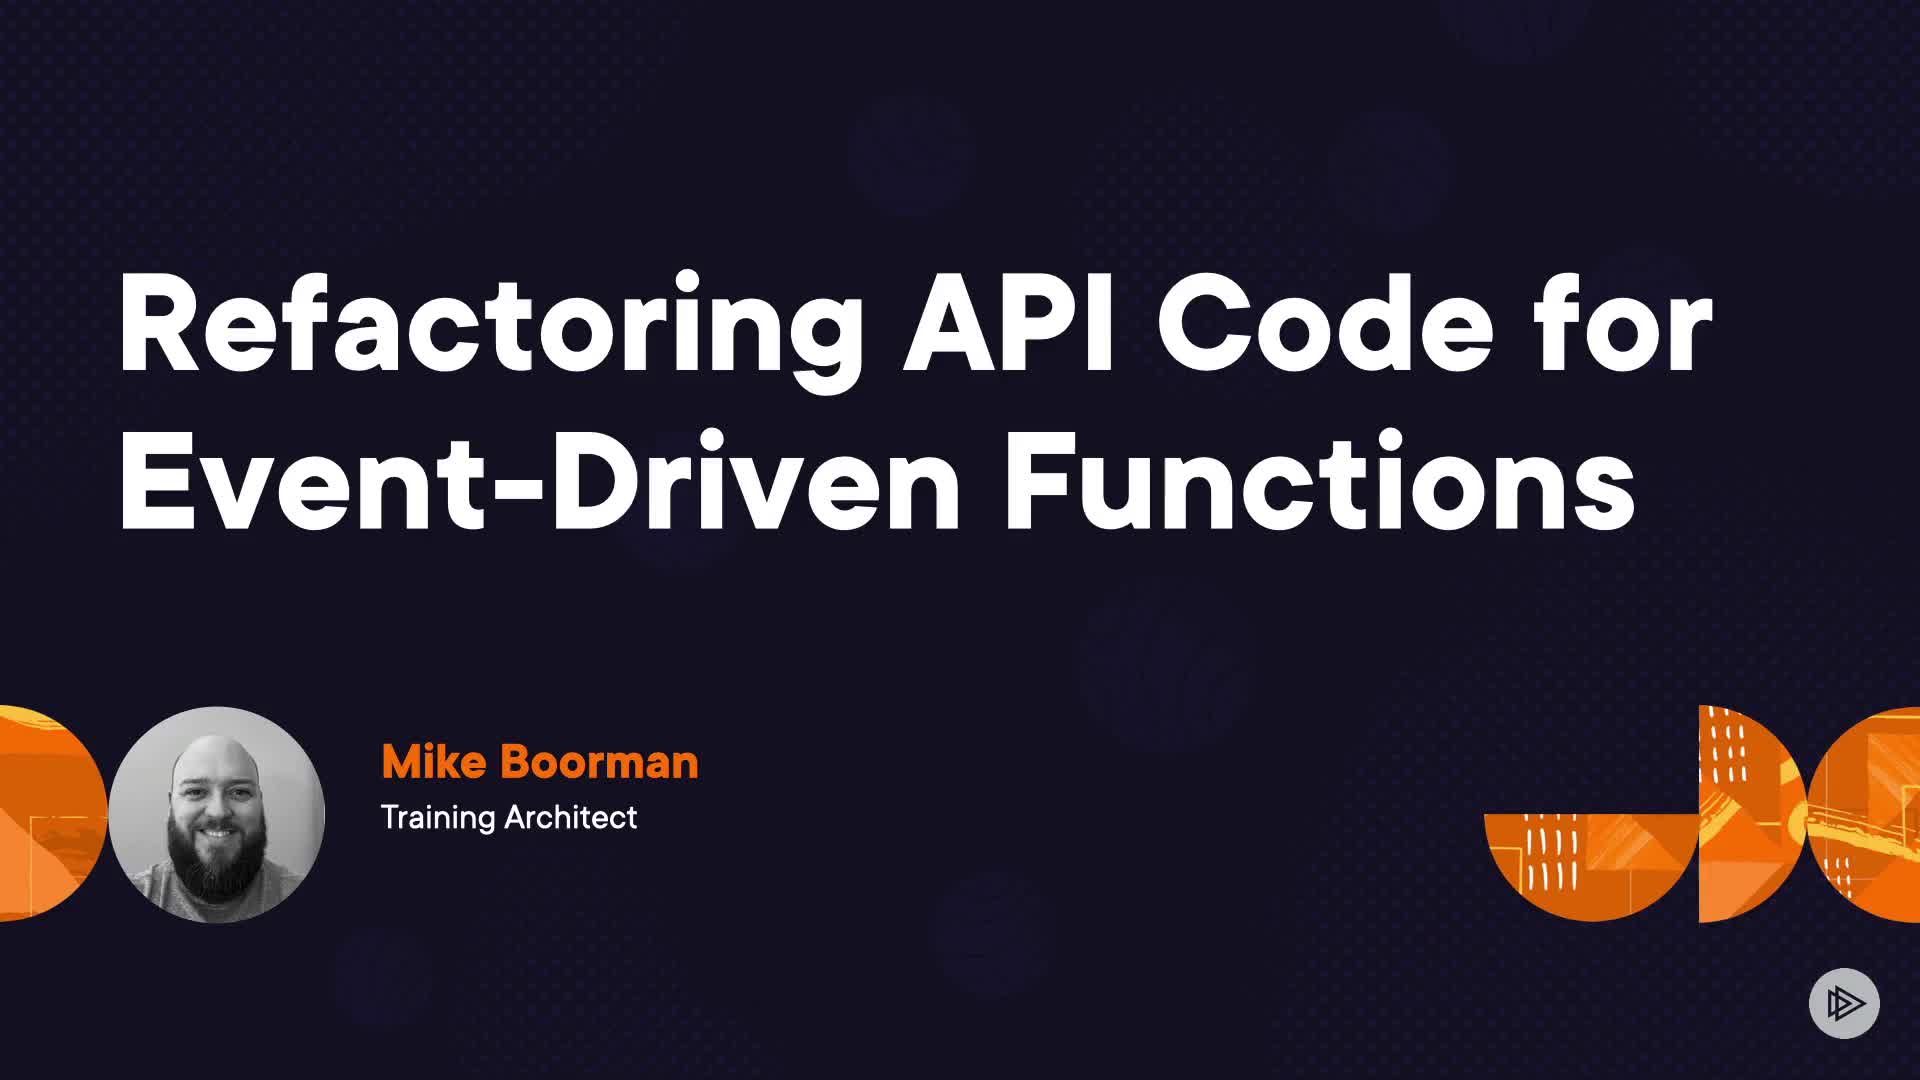 Refactoring API Code for
Event-Driven Functions
Mike Boorman
Training Architect